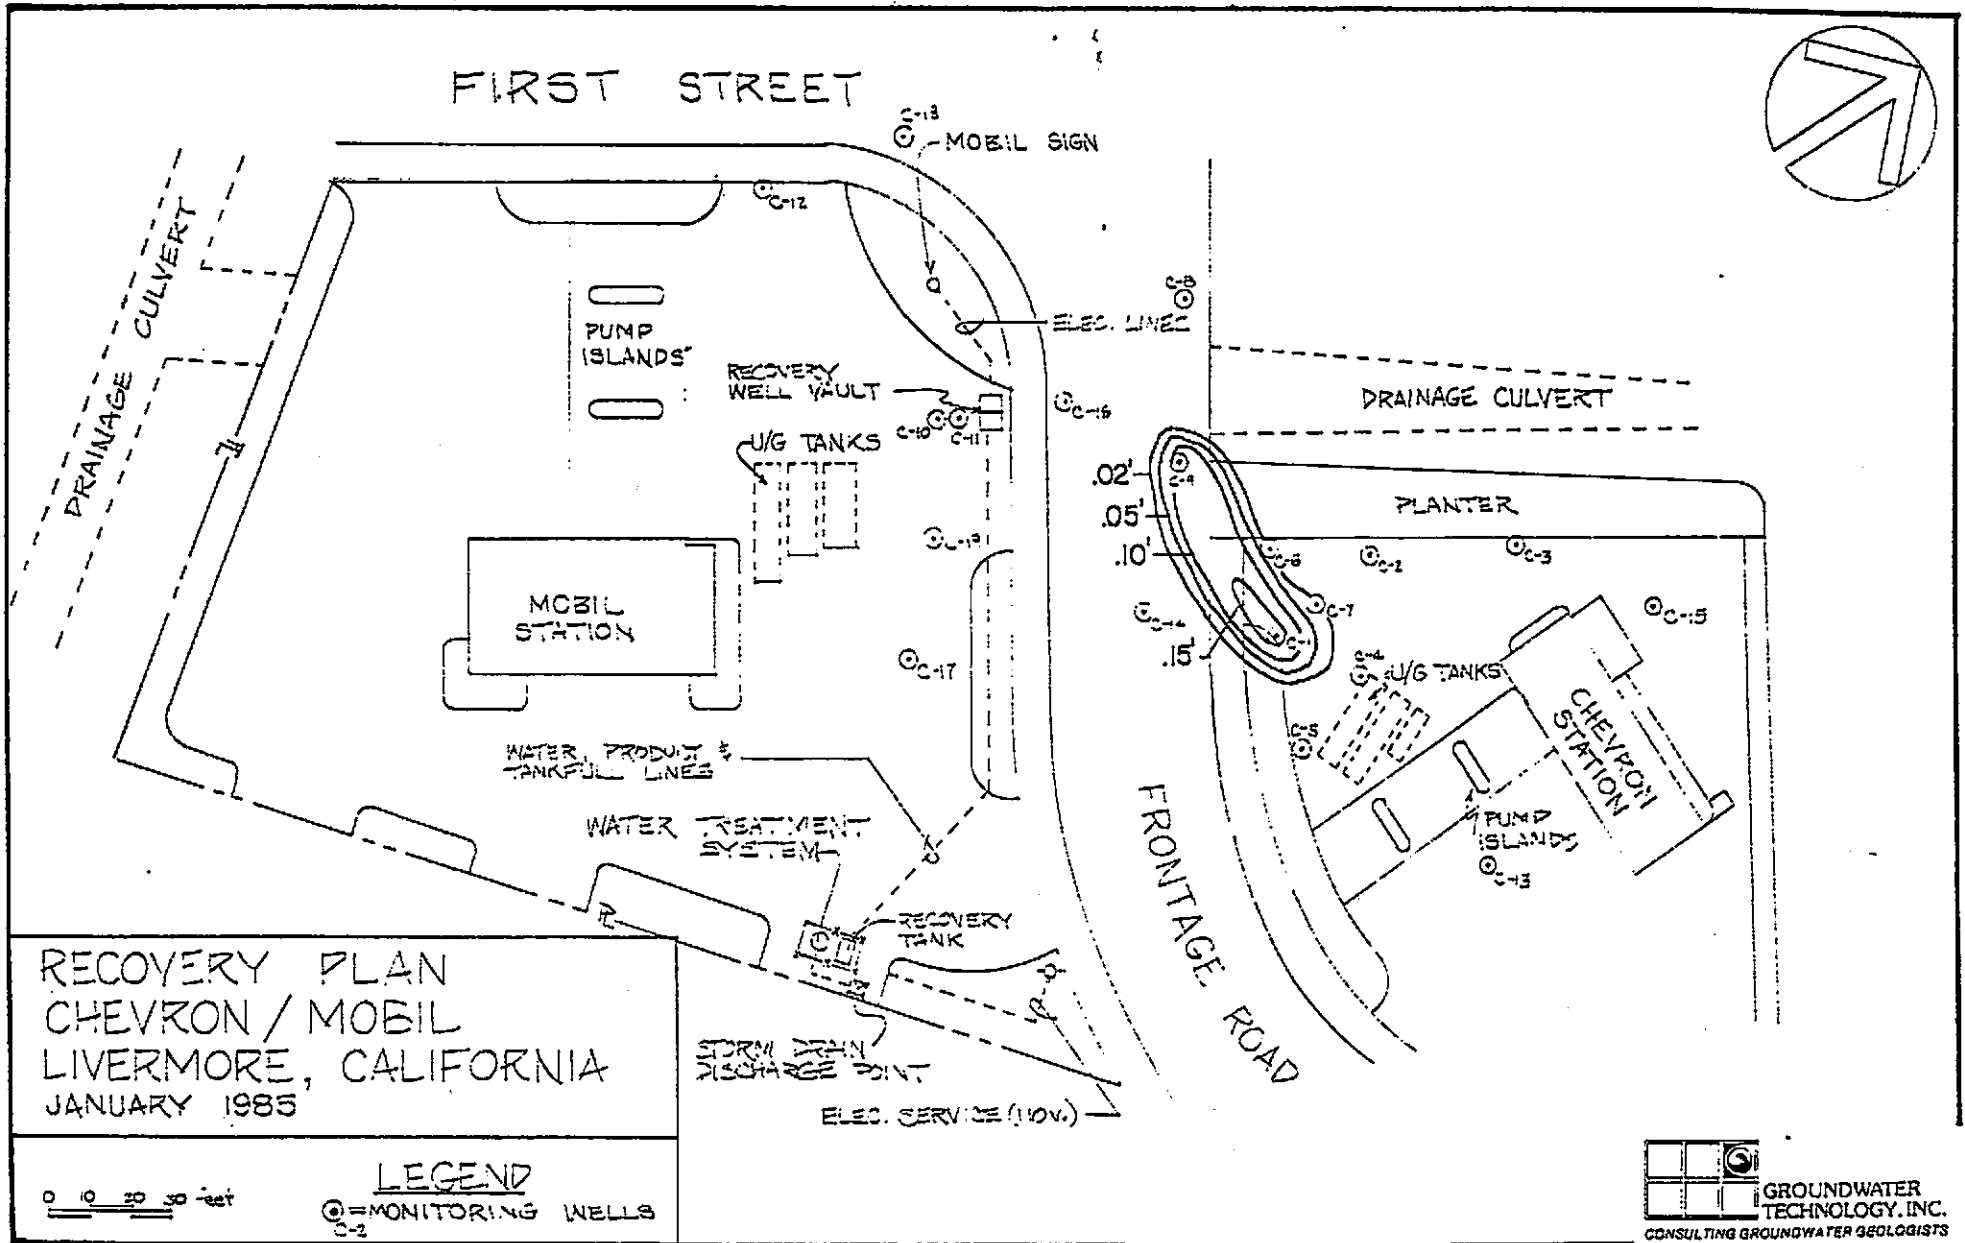 FIRST STREET
C-18
MOBIL SIGN
C-12
DRAINAGE CULVERT
C-8
ELEC. LINES
PUMP
ISLANDS
RECOVERY
WELL VAULT
DRAINAGE CULVERT
C-16
C-10
C-11
U/G TANKS
.02'
C-9
PLANTER
.05'
.10'
C-19
C-6
C-2
C-3
MOBIL
STATION
C-14
C-7
C-15
C-1
.15'
C-17
C-4
U/G TANKS
CHEVRON
STATION
C-5
WATER, PRODUCT &
TANKFULL LINES
FRONTAGE ROAD
WATER TREATMENT
SYSTEM
PUMP
ISLANDS
C-13
RECOVERY
TANK
RECOVERY PLAN
CHEVRON / MOBIL
LIVERMORE, CALIFORNIA
JANUARY 1985
STORM DRAIN
DISCHARGE POINT
ELEC. SERVICE (110V.)
LEGEND
0 10 20 30 feet
= MONITORING WELLS
C-2
GROUNDWATER
TECHNOLOGY, INC.
CONSULTING GROUNDWATER GEOLOGISTS